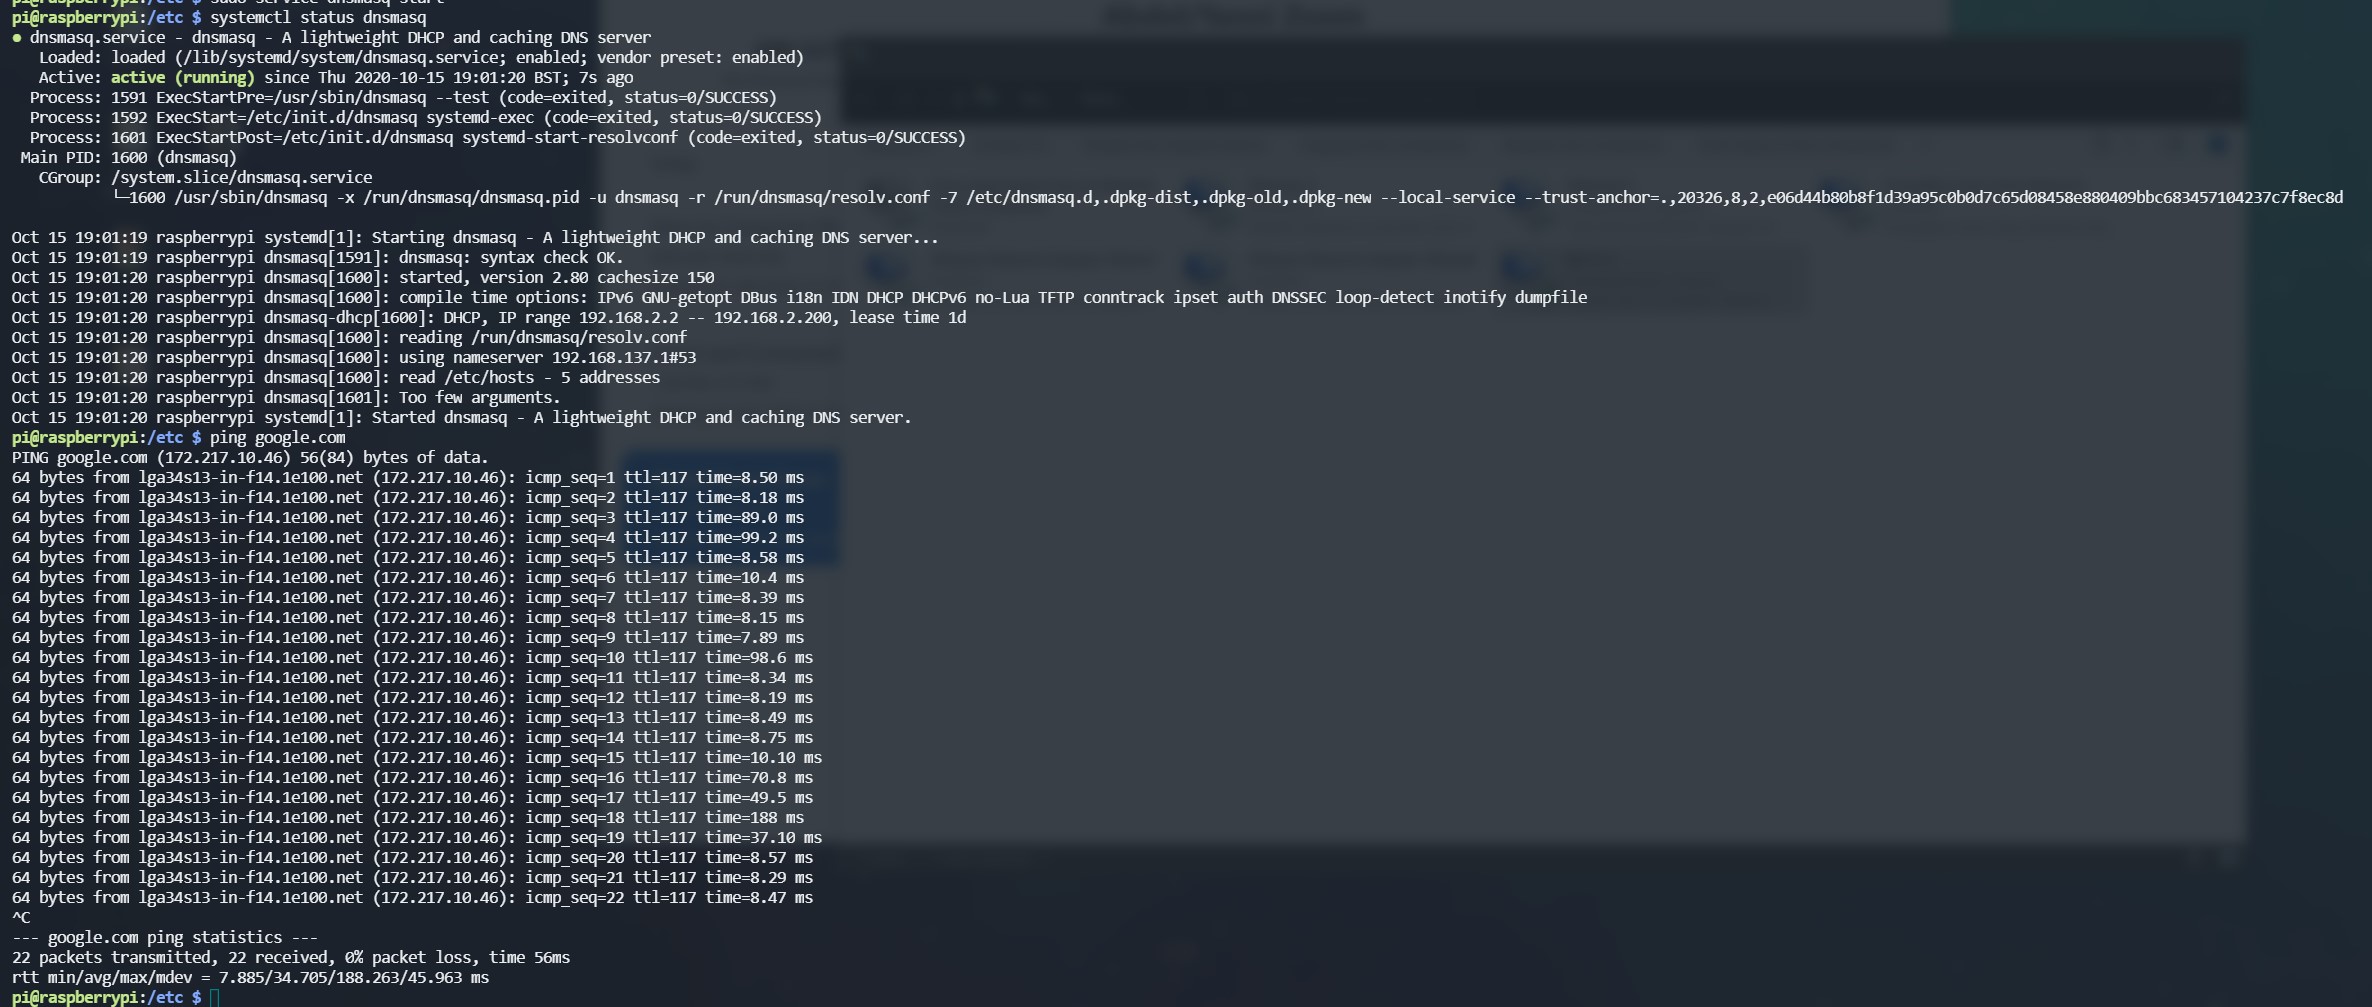 pi@raspberrypi:/etc $ sudo service dnsmasq start
pi@raspberrypi:/etc $ systemctl status dnsmasq
● dnsmasq.service - dnsmasq - A lightweight DHCP and caching DNS server
   Loaded: loaded (/lib/systemd/system/dnsmasq.service; enabled; vendor preset: enabled)
   Active: active (running) since Thu 2020-10-15 19:01:20 BST; 7s ago
  Process: 1591 ExecStartPre=/usr/sbin/dnsmasq --test (code=exited, status=0/SUCCESS)
  Process: 1592 ExecStart=/etc/init.d/dnsmasq systemd-exec (code=exited, status=0/SUCCESS)
  Process: 1601 ExecStartPost=/etc/init.d/dnsmasq systemd-start-resolvconf (code=exited, status=0/SUCCESS)
 Main PID: 1600 (dnsmasq)
   CGroup: /system.slice/dnsmasq.service
           └─1600 /usr/sbin/dnsmasq -x /run/dnsmasq/dnsmasq.pid -u dnsmasq -r /run/dnsmasq/resolv.conf -7 /etc/dnsmasq.d,.dpkg-dist,.dpkg-old,.dpkg-new --local-service --trust-anchor=.,20326,8,2,e06d44b80b8f1d39a95c0b0d7c65d08458e880409bbc683457104237c7f8ec8d
Oct 15 19:01:19 raspberrypi systemd[1]: Starting dnsmasq - A lightweight DHCP and caching DNS server...
Oct 15 19:01:19 raspberrypi dnsmasq[1591]: dnsmasq: syntax check OK.
Oct 15 19:01:20 raspberrypi dnsmasq[1600]: started, version 2.80 cachesize 150
Oct 15 19:01:20 raspberrypi dnsmasq[1600]: compile time options: IPv6 GNU-getopt DBus i18n IDN DHCP DHCPv6 no-Lua TFTP conntrack ipset auth DNSSEC loop-detect inotify dumpfile
Oct 15 19:01:20 raspberrypi dnsmasq-dhcp[1600]: DHCP, IP range 192.168.2.2 -- 192.168.2.200, lease time 1d
Oct 15 19:01:20 raspberrypi dnsmasq[1600]: reading /run/dnsmasq/resolv.conf
Oct 15 19:01:20 raspberrypi dnsmasq[1600]: using nameserver 192.168.137.1#53
Oct 15 19:01:20 raspberrypi dnsmasq[1600]: read /etc/hosts - 5 addresses
Oct 15 19:01:20 raspberrypi dnsmasq[1601]: Too few arguments.
Oct 15 19:01:20 raspberrypi systemd[1]: Started dnsmasq - A lightweight DHCP and caching DNS server.
pi@raspberrypi:/etc $ ping google.com
PING google.com (172.217.10.46) 56(84) bytes of data.
64 bytes from lga34s13-in-f14.1e100.net (172.217.10.46): icmp_seq=1 ttl=117 time=8.50 ms
64 bytes from lga34s13-in-f14.1e100.net (172.217.10.46): icmp_seq=2 ttl=117 time=8.18 ms
64 bytes from lga34s13-in-f14.1e100.net (172.217.10.46): icmp_seq=3 ttl=117 time=89.0 ms
64 bytes from lga34s13-in-f14.1e100.net (172.217.10.46): icmp_seq=4 ttl=117 time=99.2 ms
64 bytes from lga34s13-in-f14.1e100.net (172.217.10.46): icmp_seq=5 ttl=117 time=8.58 ms
64 bytes from lga34s13-in-f14.1e100.net (172.217.10.46): icmp_seq=6 ttl=117 time=10.4 ms
64 bytes from lga34s13-in-f14.1e100.net (172.217.10.46): icmp_seq=7 ttl=117 time=8.39 ms
64 bytes from lga34s13-in-f14.1e100.net (172.217.10.46): icmp_seq=8 ttl=117 time=8.15 ms
64 bytes from lga34s13-in-f14.1e100.net (172.217.10.46): icmp_seq=9 ttl=117 time=7.89 ms
64 bytes from lga34s13-in-f14.1e100.net (172.217.10.46): icmp_seq=10 ttl=117 time=98.6 ms
64 bytes from lga34s13-in-f14.1e100.net (172.217.10.46): icmp_seq=11 ttl=117 time=8.34 ms
64 bytes from lga34s13-in-f14.1e100.net (172.217.10.46): icmp_seq=12 ttl=117 time=8.19 ms
64 bytes from lga34s13-in-f14.1e100.net (172.217.10.46): icmp_seq=13 ttl=117 time=8.49 ms
64 bytes from lga34s13-in-f14.1e100.net (172.217.10.46): icmp_seq=14 ttl=117 time=8.75 ms
64 bytes from lga34s13-in-f14.1e100.net (172.217.10.46): icmp_seq=15 ttl=117 time=10.10 ms
64 bytes from lga34s13-in-f14.1e100.net (172.217.10.46): icmp_seq=16 ttl=117 time=70.8 ms
64 bytes from lga34s13-in-f14.1e100.net (172.217.10.46): icmp_seq=17 ttl=117 time=49.5 ms
64 bytes from lga34s13-in-f14.1e100.net (172.217.10.46): icmp_seq=18 ttl=117 time=188 ms
64 bytes from lga34s13-in-f14.1e100.net (172.217.10.46): icmp_seq=19 ttl=117 time=37.10 ms
64 bytes from lga34s13-in-f14.1e100.net (172.217.10.46): icmp_seq=20 ttl=117 time=8.57 ms
64 bytes from lga34s13-in-f14.1e100.net (172.217.10.46): icmp_seq=21 ttl=117 time=8.29 ms
64 bytes from lga34s13-in-f14.1e100.net (172.217.10.46): icmp_seq=22 ttl=117 time=8.47 ms
^C
--- google.com ping statistics ---
22 packets transmitted, 22 received, 0% packet loss, time 56ms
rtt min/avg/max/mdev = 7.885/34.705/188.263/45.963 ms
pi@raspberrypi:/etc $